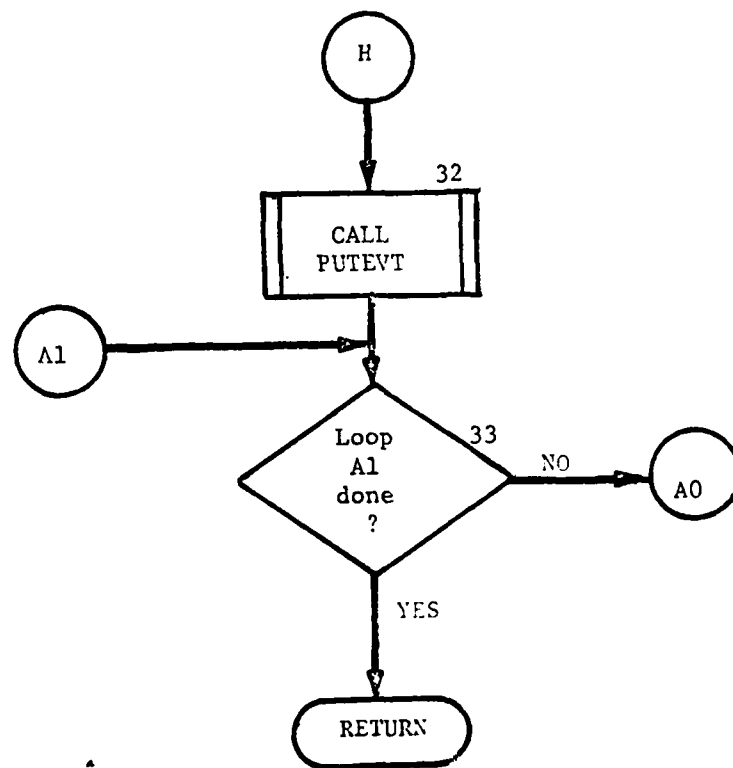 H
32
CALL
PUTEVT
A1
33
Loop
A1
done
?
NO
A0
YES
RETURN